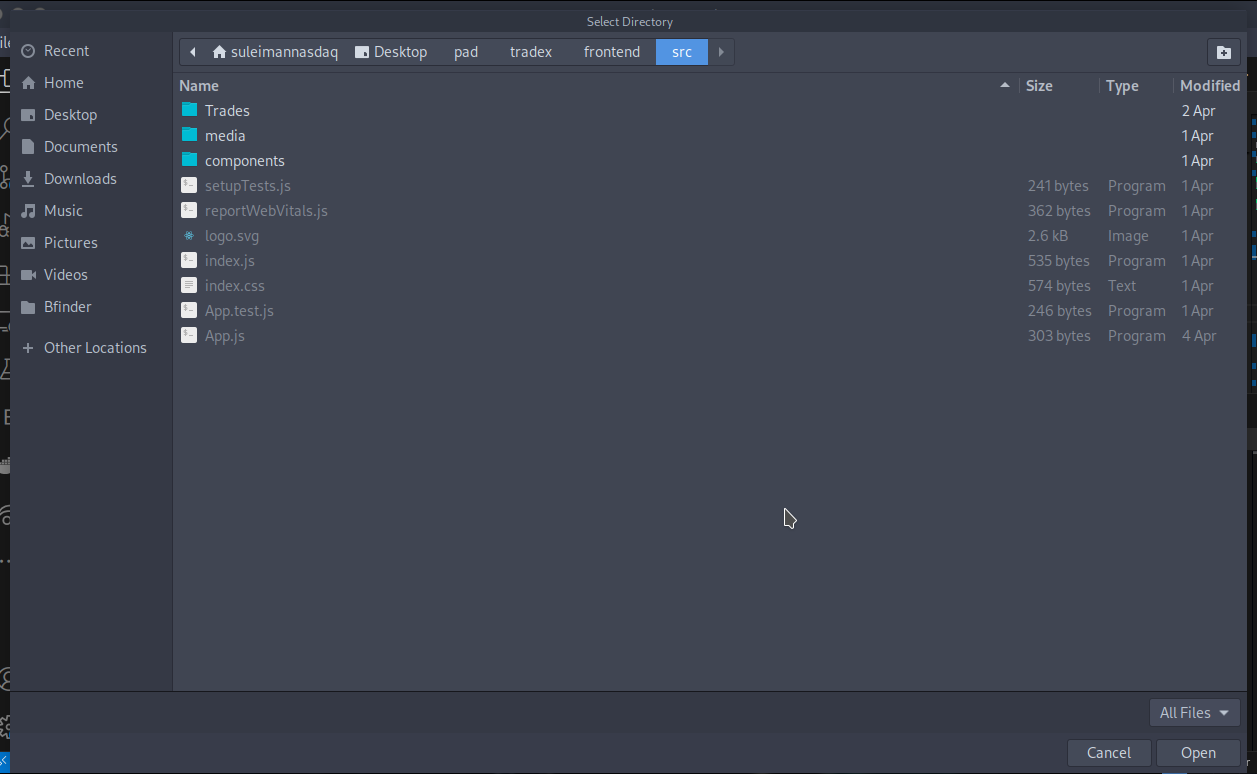 Select Directory
Recent
Home
Desktop
Documents
Downloads
Music
Pictures
Videos
Bfinder
Other Locations
suleimannasdaq Desktop pad tradex frontend src
Name Size Type Modified
Trades 2 Apr
media 1 Apr
components 1 Apr
setupTests.js 241 bytes Program 1 Apr
reportWebVitals.js 362 bytes Program 1 Apr
logo.svg 2.6 kB Image 1 Apr
index.js 535 bytes Program 1 Apr
index.css 574 bytes Text 1 Apr
App.test.js 246 bytes Program 1 Apr
App.js 303 bytes Program 4 Apr
All Files
Cancel Open